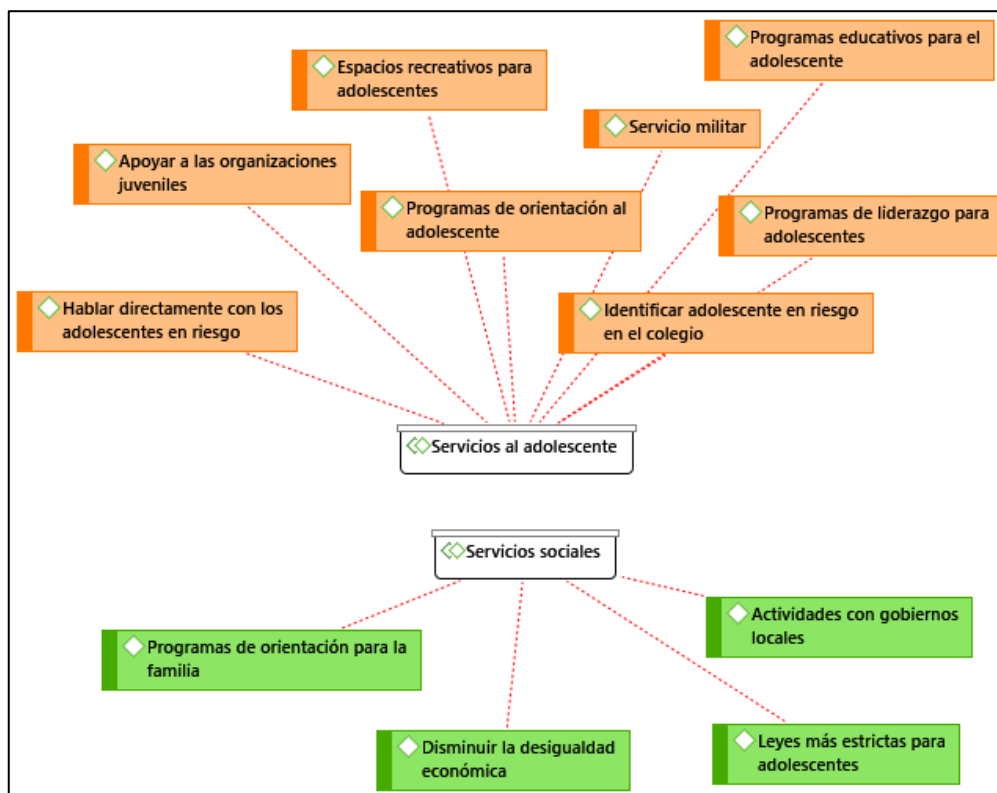 Programas educativos para el
adolescente
Espacios recreativos para
adolescentes
Servicio militar
Apoyar a las organizaciones
juveniles
Programas de orientación al
adolescente
Programas de liderazgo para
adolescentes
Hablar directamente con los
adolescentes en riesgo
Identificar adolescente en riesgo
en el colegio
Servicios al adolescente
Servicios sociales
Actividades con gobiernos
locales
Programas de orientación para la
familia
Disminuir la desigualdad
económica
Leyes más estrictas para
adolescentes